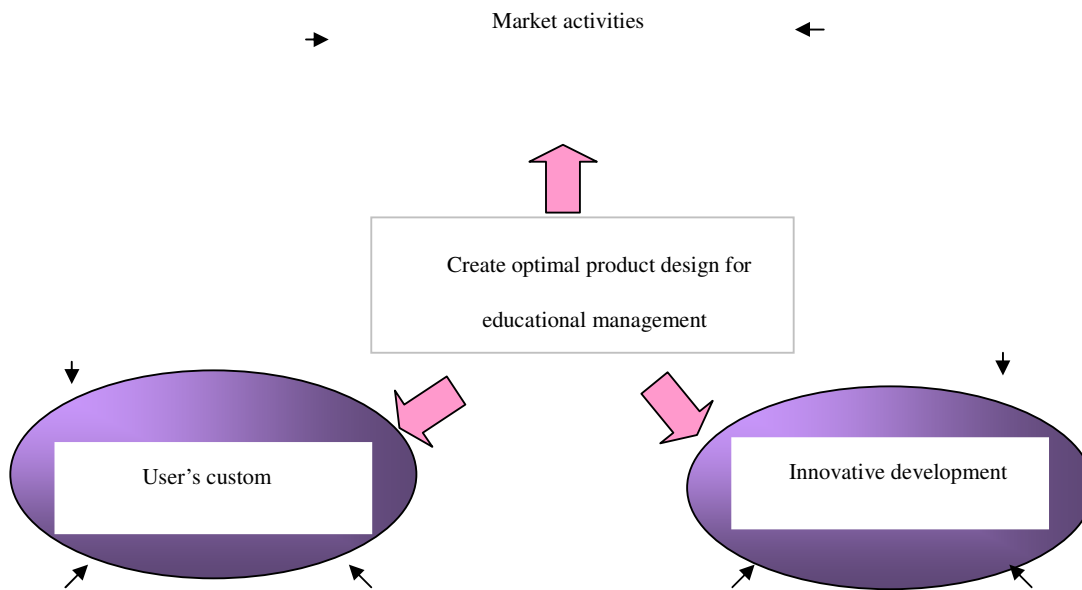 Market activities
Create optimal product design for
educational management
User’s custom
Innovative development